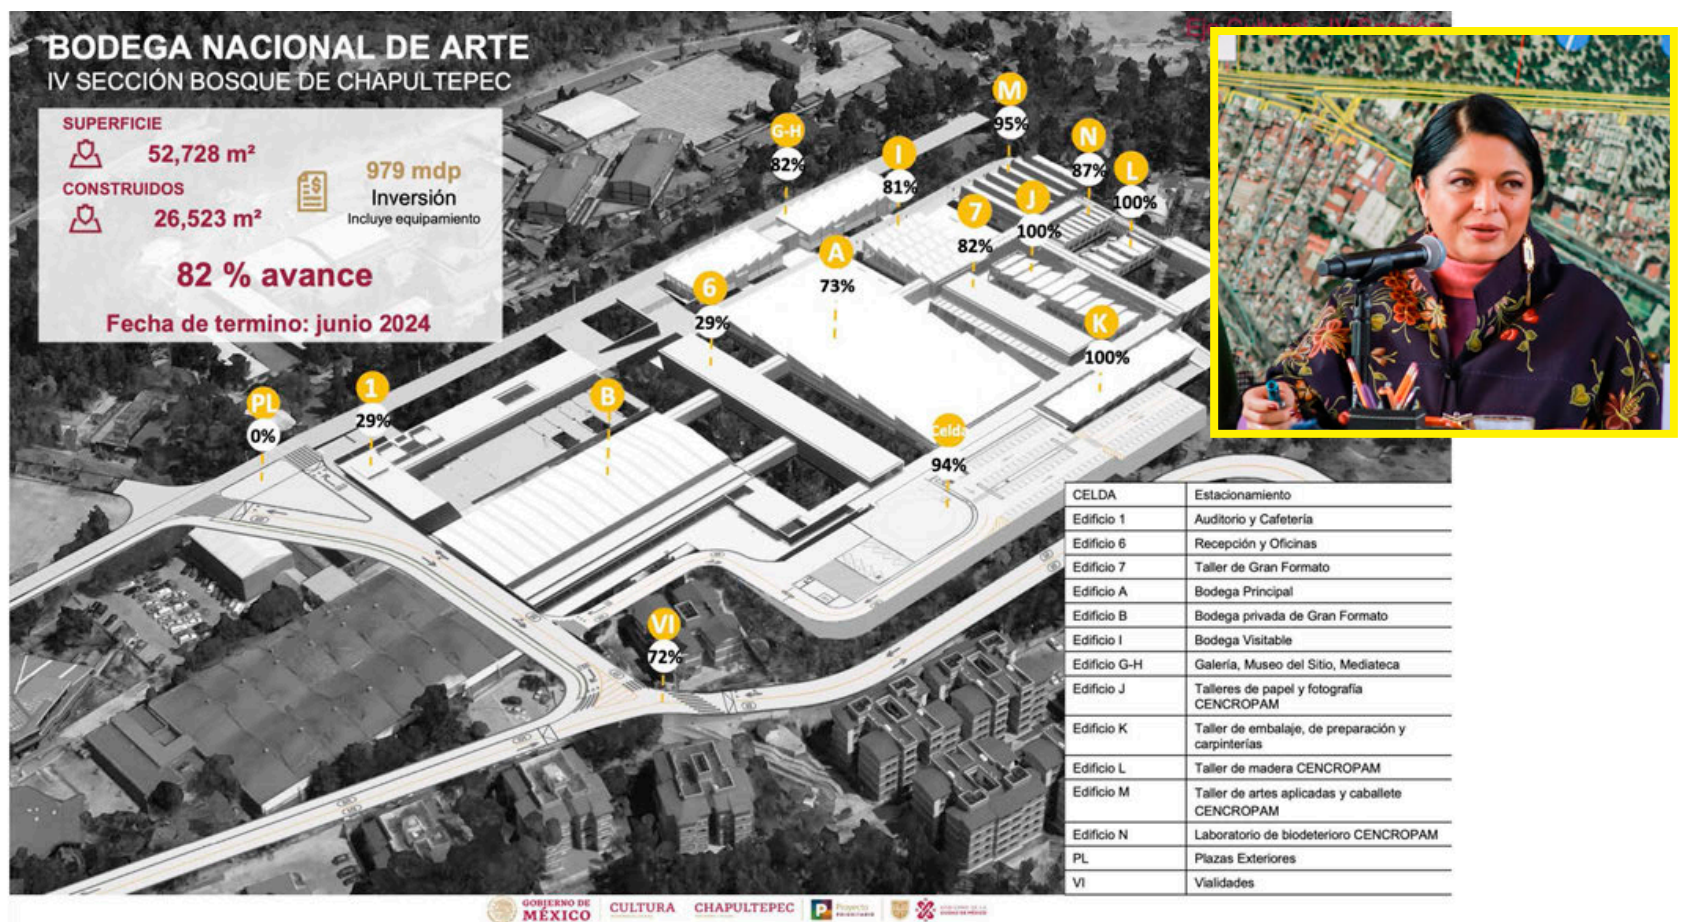 BODEGA NACIONAL DE ARTE
IV SECCIÓN BOSQUE DE CHAPULTEPEC
SUPERFICIE
52,728 m²
CONSTRUIDOS
26,523 m²
979 mdp
Inversión
Incluye equipamiento
82 % avance
Fecha de termino: junio 2024
M
95%
G-H
82%
N
87%
I
81%
L
100%
J
100%
7
82%
A
73%
6
29%
K
100%
1
29%
B
PL
0%
Celda
94%
VI
72%
CELDA Estacionamiento
Edificio 1 Auditorio y Cafetería
Edificio 6 Recepción y Oficinas
Edificio 7 Taller de Gran Formato
Edificio A Bodega Principal
Edificio B Bodega privada de Gran Formato
Edificio I Bodega Visitable
Edificio G-H Galería, Museo del Sitio, Mediateca
Edificio J Talleres de papel y fotografía
CENCROPAM
Edificio K Taller de embalaje, de preparación y
carpinterías
Edificio L Taller de madera CENCROPAM
Edificio M Taller de artes aplicadas y caballete
CENCROPAM
Edificio N Laboratorio de biodeterioro CENCROPAM
PL Plazas Exteriores
VI Vialidades
GOBIERNO DE
MÉXICO
CULTURA
CHAPULTEPEC
Proyecto
PRIORITARIO